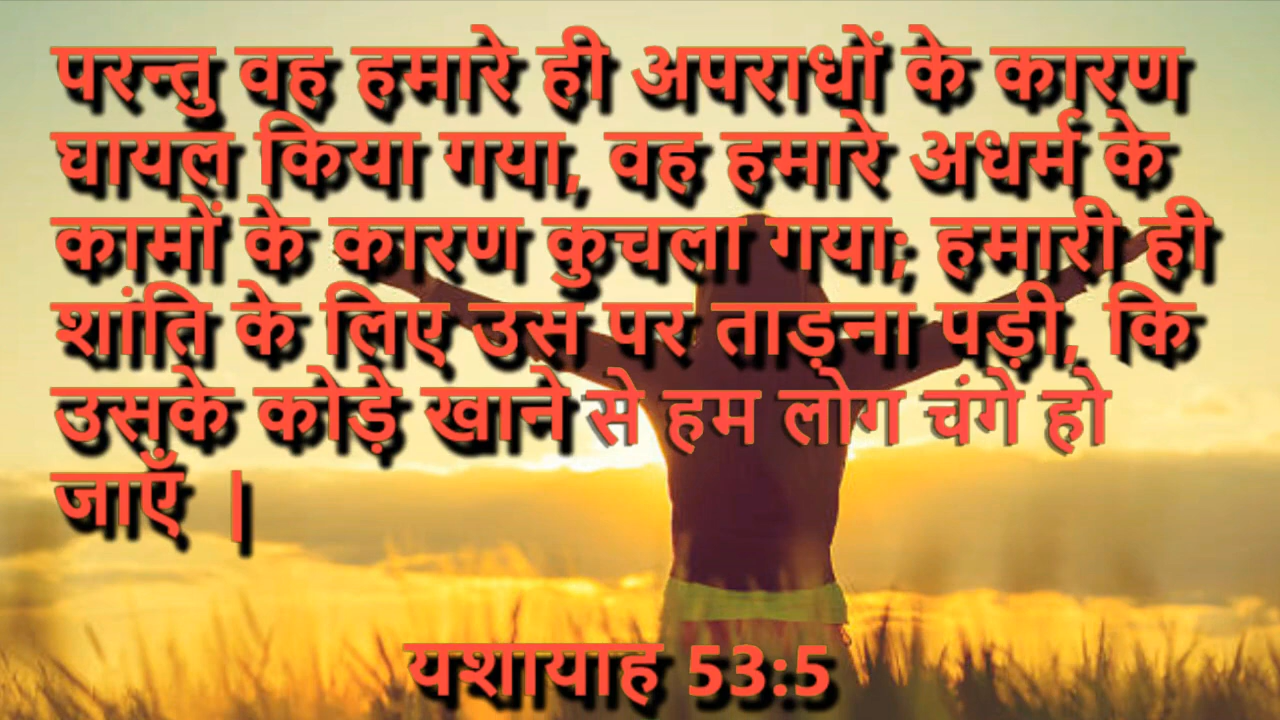 परन्तु वह हमारे ही अपराधों के कारण
घायल किया गया, वह हमारे अधर्म के
कामों के कारण कुचला गया; हमारी ही
शांति के लिए उस पर ताड़ना पड़ी, कि
उसके कोड़े खाने से हम लोग चंगे हो
जाएँ |
यशायाह 53:5